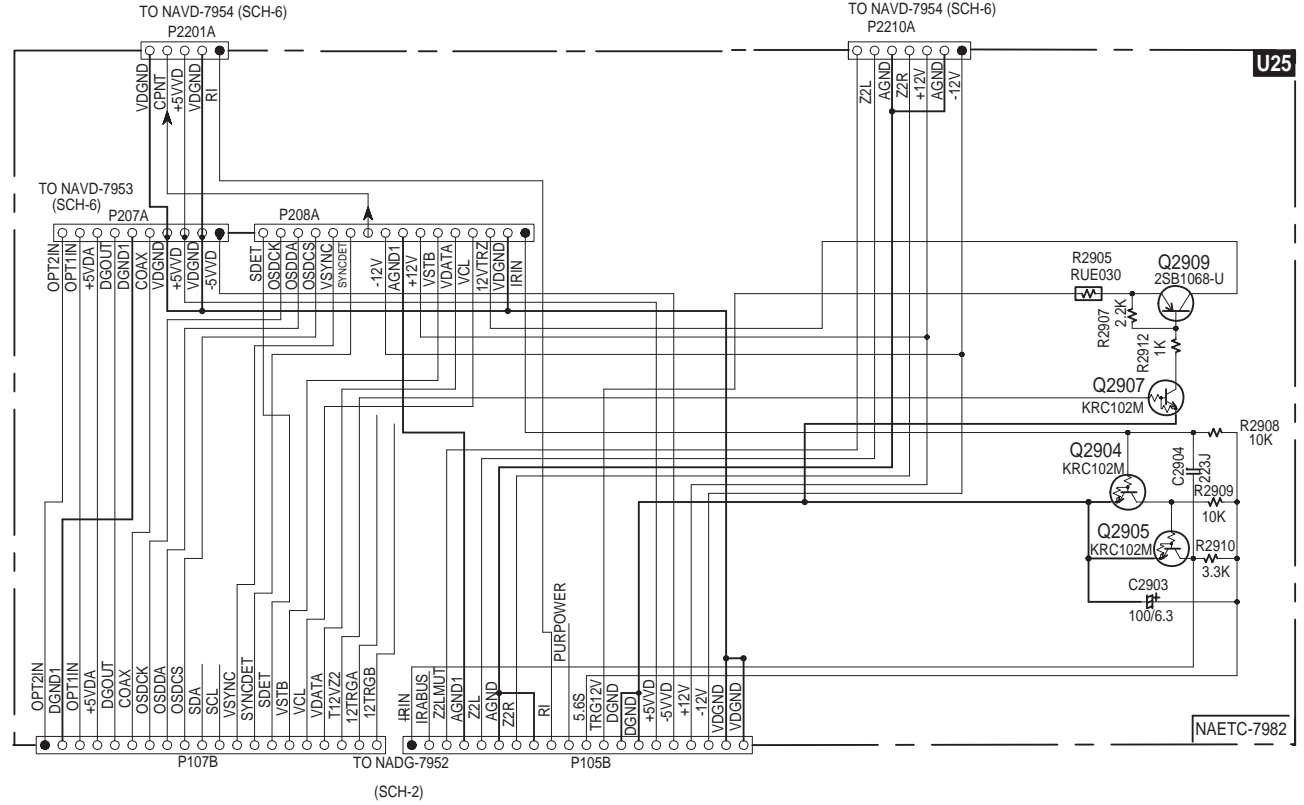 TO NAVD-7954 (SCH-6)
P2201A
TO NAVD-7954 (SCH-6)
P2210A
U25
VDGND
CPNT
+5VVD
VDGND
RI
Z2L
AGND
Z2R
+12V
AGND
-12V
TO NAVD-7953
(SCH-6)
P207A
P208A
OPT2IN
OPT1IN
+5VDA
DGOUT
DGND1
COAX
VDGND
+5VVD
VDGND
-5VVD
SDET
OSDCK
OSDDA
OSDCS
VSYNC
SYNCDET
-12V
AGND1
+12V
VSTB
VDATA
VCL
12VTRZ
VDGND
IRIN
R2905
RUE030
Q2909
2SB1068-U
R2907
2.2K
R2912
1K
Q2907
KRC102M
R2908
10K
Q2904
KRC102M
C2904
223J
R2909
10K
Q2905
KRC102M
R2910
3.3K
C2903
+
100/6.3
OPT2IN
DGND1
OPT1IN
+5VDA
DGOUT
COAX
OSDCK
OSDDA
OSDCS
SDA
SCL
VSYNC
SYNCDET
SDET
VSTB
VCL
VDATA
T12VZ2
12TRGA
12TRGB
IRIN
IRABUS
Z2LMUT
AGND1
Z2L
AGND
Z2R
RI
PURPOWER
5.6S
TRG12V
DGND
DGND
+5VVD
-5VVD
+12V
-12V
VDGND
VDGND
NAETC-7982
P107B
TO NADG-7952
P105B
(SCH-2)